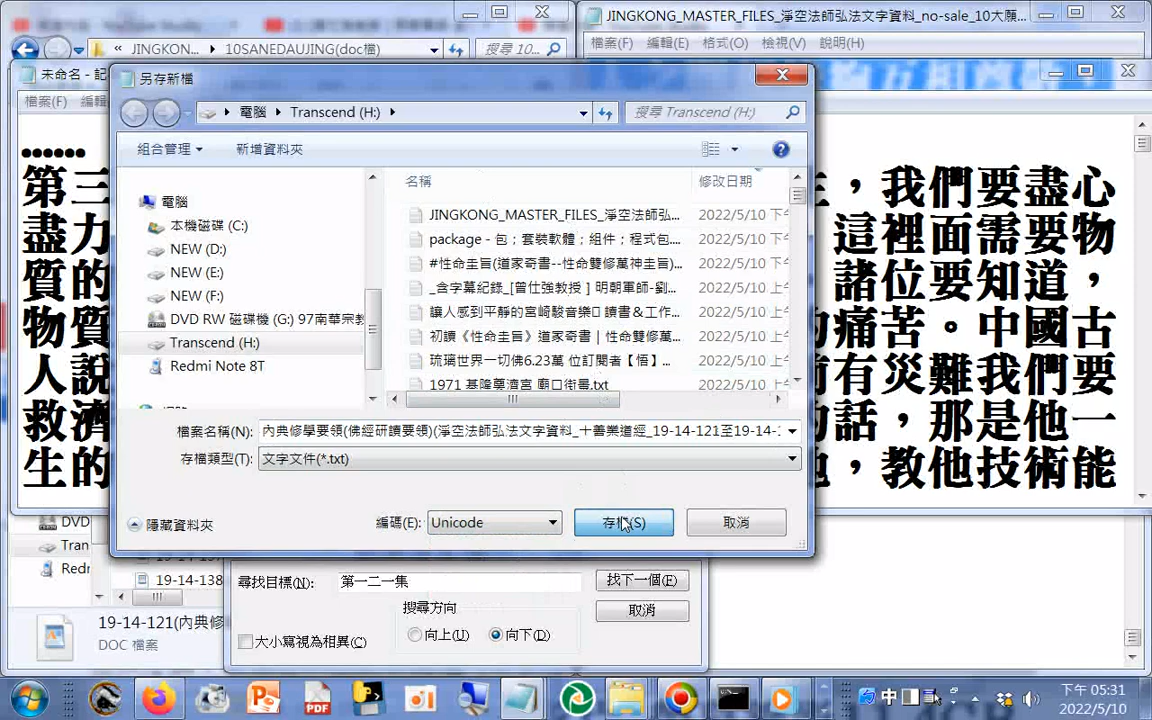 JINGKONG_MASTER_FILES_淨空法師弘法文字資料_no-sale_10大願...
« JINGKON... ▸ 10SANEDAUJING(doc檔)
搜尋 10...
檔案(F) 編輯(E) 格式(O) 檢視(V) 說明(H)
未命名 - 記
檔案(F) 編輯
另存新檔
電腦 ▸ Transcend (H:) ▸
搜尋 Transcend (H:)
組合管理 ▾ 新增資料夾
名稱 修改日期
電腦
本機磁碟 (C:)
NEW (D:)
NEW (E:)
NEW (F:)
DVD RW 磁碟機 (G:) 97南華宗教
Transcend (H:)
Redmi Note 8T
JINGKONG_MASTER_FILES_淨空法師弘... 2022/5/10 下
package - 包；套裝軟體；組件；程式包.... 2022/5/10 下
#性命圭旨(道家奇書--性命雙修萬神圭旨)... 2022/5/10 上
_含字幕纪录_[曾仕強教授 ] 明朝軍師-劉...
2022/5/10 上
讓人感到平靜的宮崎駿音樂 讀書＆工作... 2022/5/10 上
初讀《性命圭旨》道家奇書｜性命雙修萬... 2022/5/10 上
琉璃世界一切佛6.23萬 位訂閱者【悟】... 2022/5/10 上
1971 基隆奠濟宮 廟口街景.txt 2022/5/10 上
檔案名稱(N): 內典修學要領(佛經研讀要領)(淨空法師弘法文字資料_十善業道經_19-14-121至19-14-1
存檔類型(T): 文字文件(*.txt)
隱藏資料夾
編碼(E): Unicode 存檔(S) 取消
••••••
第三 ，我們要盡心
盡力 這裡面需要物
質的 諸位要知道，
物質 的痛苦。中國古
人說 有災難我們要
救濟 的話，那是他一
生的 ，教他技術能
DVD
Tran
Redr
19-14-138
19-14-121(內典修
DOC 檔案
尋找目標(N): 第一二一集 找下一個(F)
搜尋方向
取消
大小寫視為相異(C) 向上(U) 向下(D)
中
下午 05:31
2022/5/10